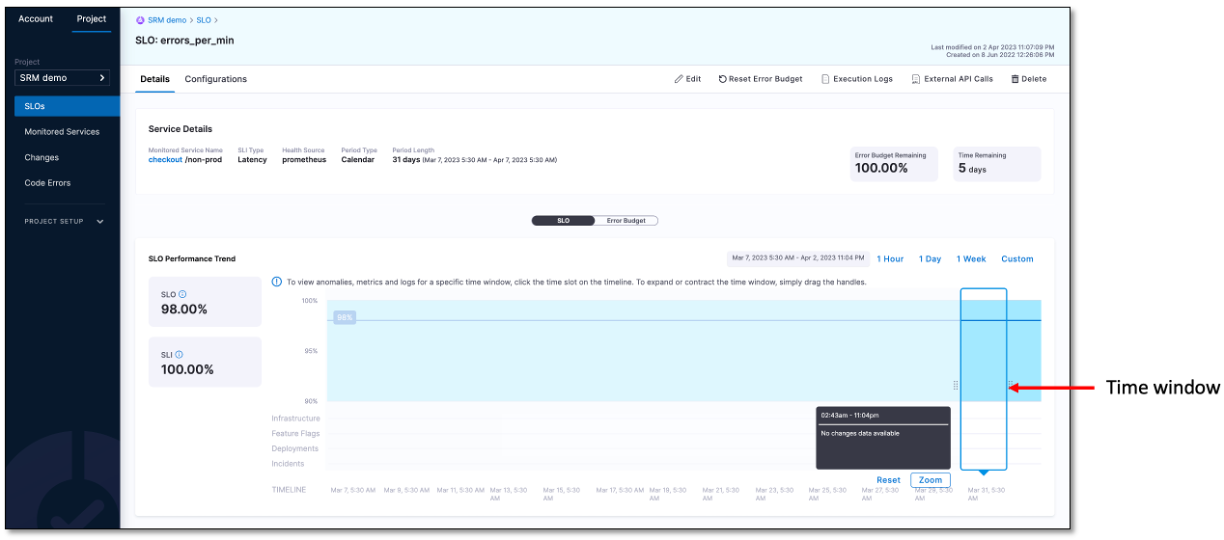 Account Project
SRM demo > SLO >
SLO: errors_per_min
Last modified on 2 Apr 2023 11:07:09 PM
Created on 8 Jun 2022 12:26:06 PM
Project
SRM demo >
Details Configurations
Edit Reset Error Budget Execution Logs External API Calls Delete
SLOs
Monitored Services
Changes
Code Errors
PROJECT SETUP
Service Details
Monitored Service Name SLI Type Health Source Period Type Period Length
checkout /non-prod Latency prometheus Calendar 31 days (Mar 7, 2023 5:30 AM - Apr 7, 2023 5:30 AM)
Error Budget Remaining
100.00%
Time Remaining
5 days
SLO Error Budget
SLO Performance Trend
Mar 7, 2023 5:30 AM - Apr 2, 2023 11:04 PM 1 Hour 1 Day 1 Week Custom
To view anomalies, metrics and logs for a specific time window, click the time slot on the timeline. To expand or contract the time window, simply drag the handles.
SLO
98.00%
SLI
100.00%
100%
98%
95%
90%
Time window
Infrastructure
Feature Flags
Deployments
Incidents
02:43am - 11:04pm
No changes data available
Reset Zoom
TIMELINE Mar 7, 5:30 AM Mar 9, 5:30 AM Mar 11, 5:30 AM Mar 13, 5:30 AM Mar 15, 5:30 AM Mar 17, 5:30 AM Mar 19, 5:30 AM Mar 21, 5:30 AM Mar 23, 5:30 AM Mar 25, 5:30 AM Mar 27, 5:30 AM Mar 29, 5:30 AM Mar 31, 5:30 AM